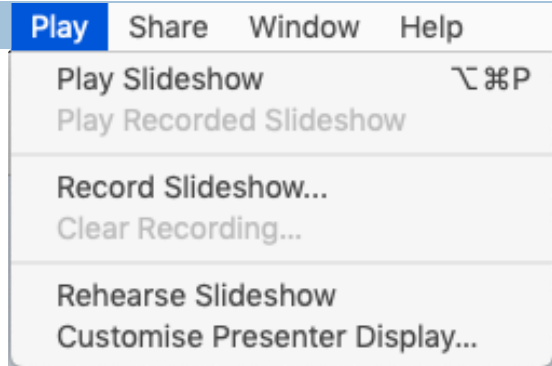 Play Share Window Help
Play Slideshow ⌥⌘P
Play Recorded Slideshow
Record Slideshow...
Clear Recording...
Rehearse Slideshow
Customise Presenter Display...